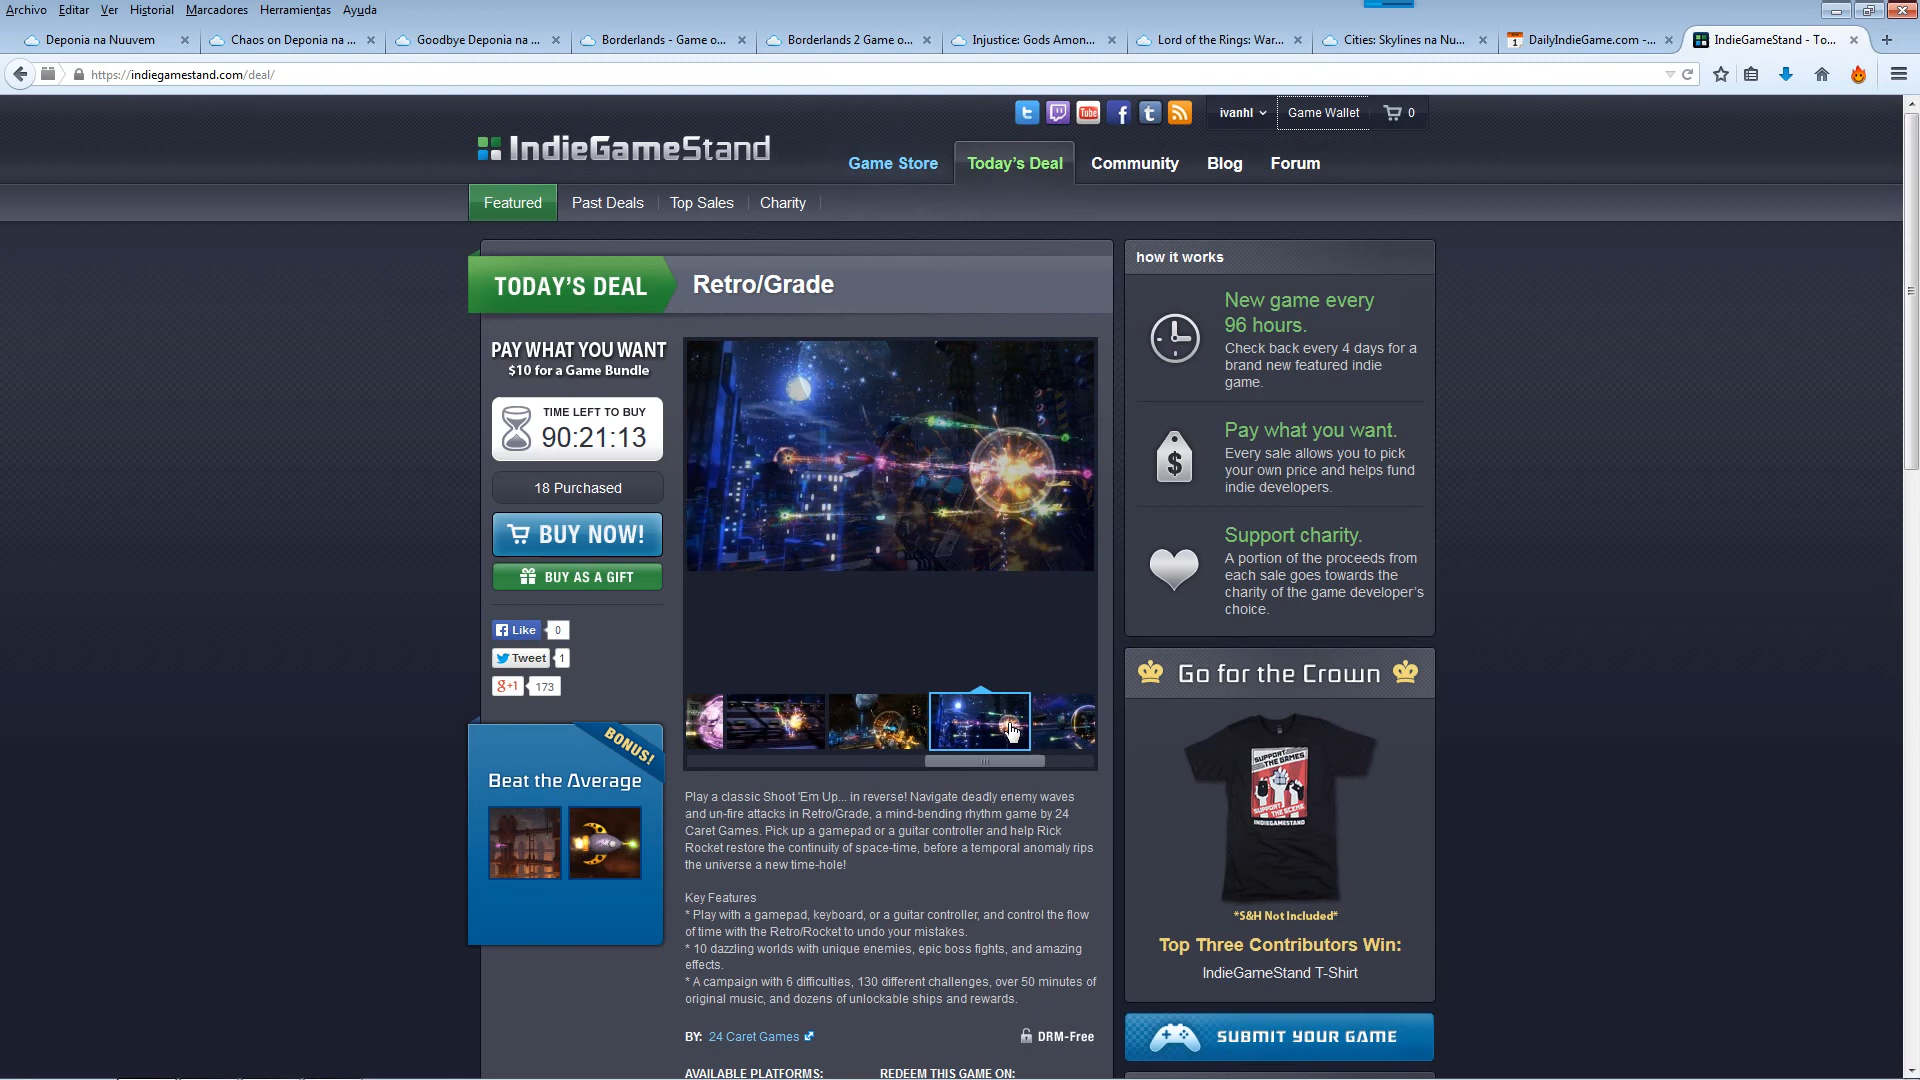 Archivo Editar Ver Historial Marcadores Herramientas Ayuda
Deponia na Nuuvem
Chaos on Deponia na ...
Goodbye Deponia na ...
Borderlands - Game o...
Borderlands 2 Game o...
Injustice: Gods Amon...
Lord of the Rings: War...
Cities: Skylines na Nu...
DailyIndieGame.com -...
IndieGameStand - To...
https://indiegamestand.com/deal/
ivanhl
Game Wallet
0
IndieGameStand
Game Store
Today's Deal
Community
Blog
Forum
Featured
Past Deals
Top Sales
Charity
TODAY'S DEAL
Retro/Grade
PAY WHAT YOU WANT
$10 for a Game Bundle
TIME LEFT TO BUY
90:21:13
18 Purchased
BUY NOW!
BUY AS A GIFT
Like 0
Tweet 1
g+1 173
BONUS!
Beat the Average
Play a classic Shoot 'Em Up... in reverse! Navigate deadly enemy waves
and un-fire attacks in Retro/Grade, a mind-bending rhythm game by 24
Caret Games. Pick up a gamepad or a guitar controller and help Rick
Rocket restore the continuity of space-time, before a temporal anomaly rips
the universe a new time-hole!
Key Features
* Play with a gamepad, keyboard, or a guitar controller, and control the flow
of time with the Retro/Rocket to undo your mistakes.
* 10 dazzling worlds with unique enemies, epic boss fights, and amazing
effects.
* A campaign with 6 difficulties, 130 different challenges, over 50 minutes of
original music, and dozens of unlockable ships and rewards.
BY: 24 Caret Games
DRM-Free
AVAILABLE PLATFORMS:
REDEEM THIS GAME ON:
how it works
New game every
96 hours.
Check back every 4 days for a
brand new featured indie
game.
Pay what you want.
Every sale allows you to pick
your own price and helps fund
indie developers.
Support charity.
A portion of the proceeds from
each sale goes towards the
charity of the game developer's
choice.
Go for the Crown
SUPPORT
THE GAMES
SUPPORT
THE SCENE
INDIEGAMESTAND
*S&H Not Included*
Top Three Contributors Win:
IndieGameStand T-Shirt
SUBMIT YOUR GAME